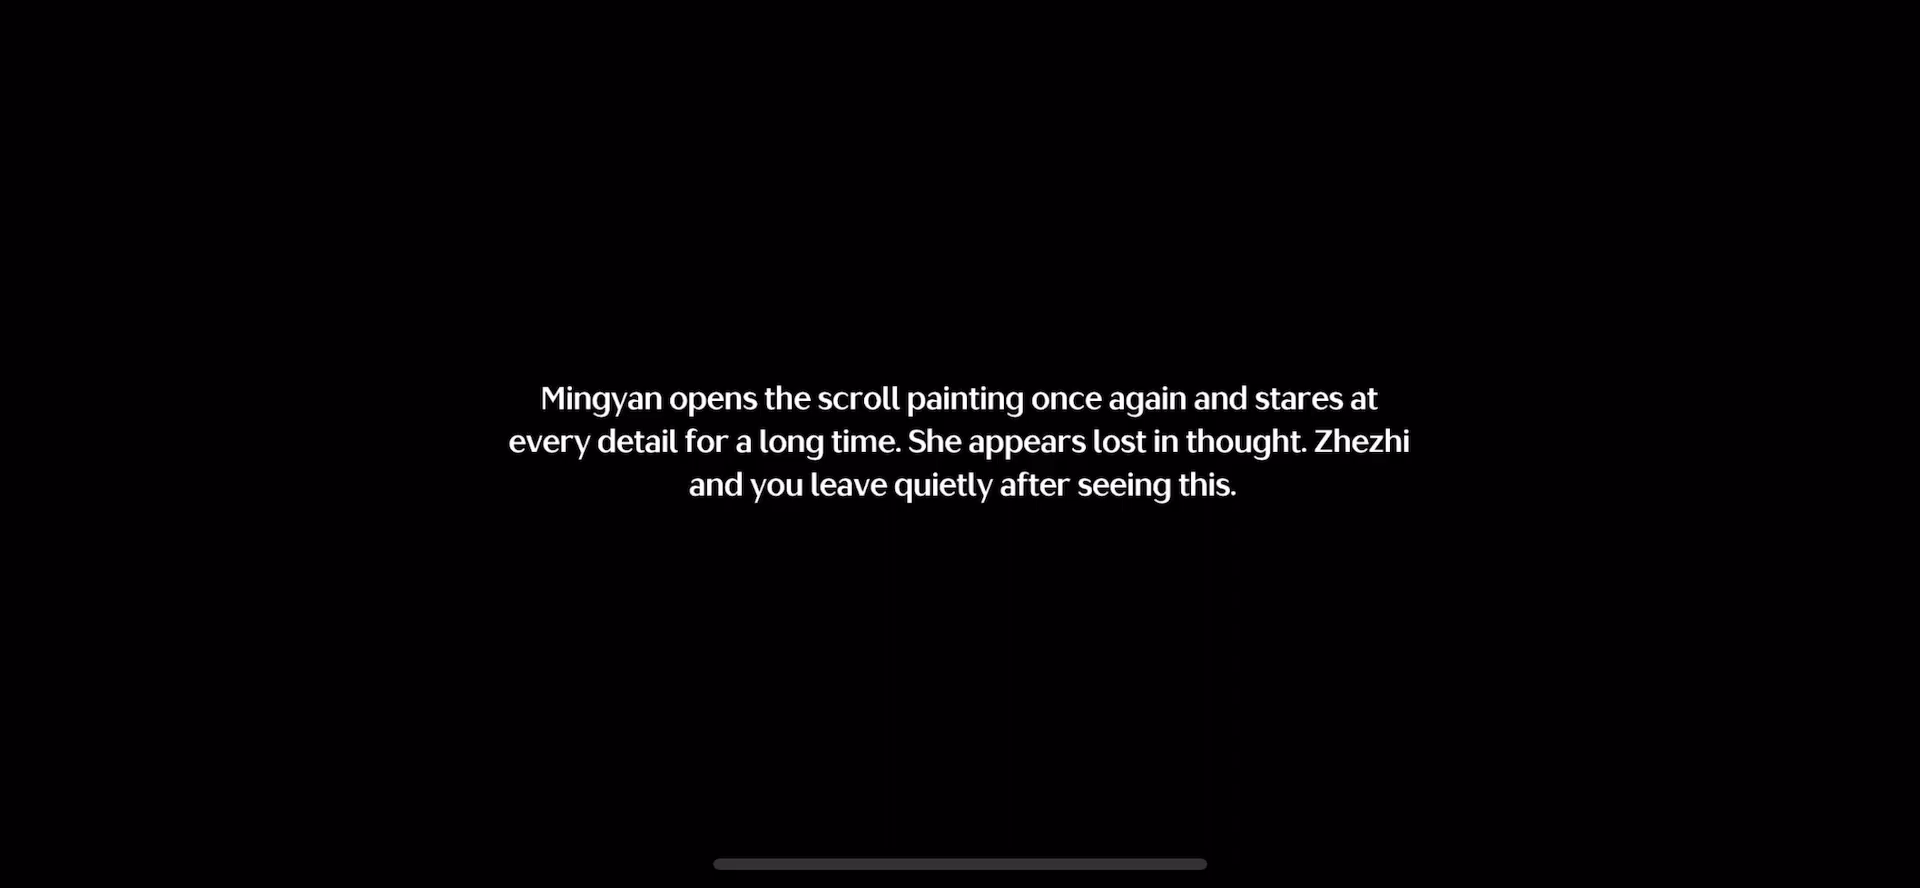 Mingyan opens the scroll painting once again and stares at
every detail for a long time. She appears lost in thought. Zhezhi
and you leave quietly after seeing this.